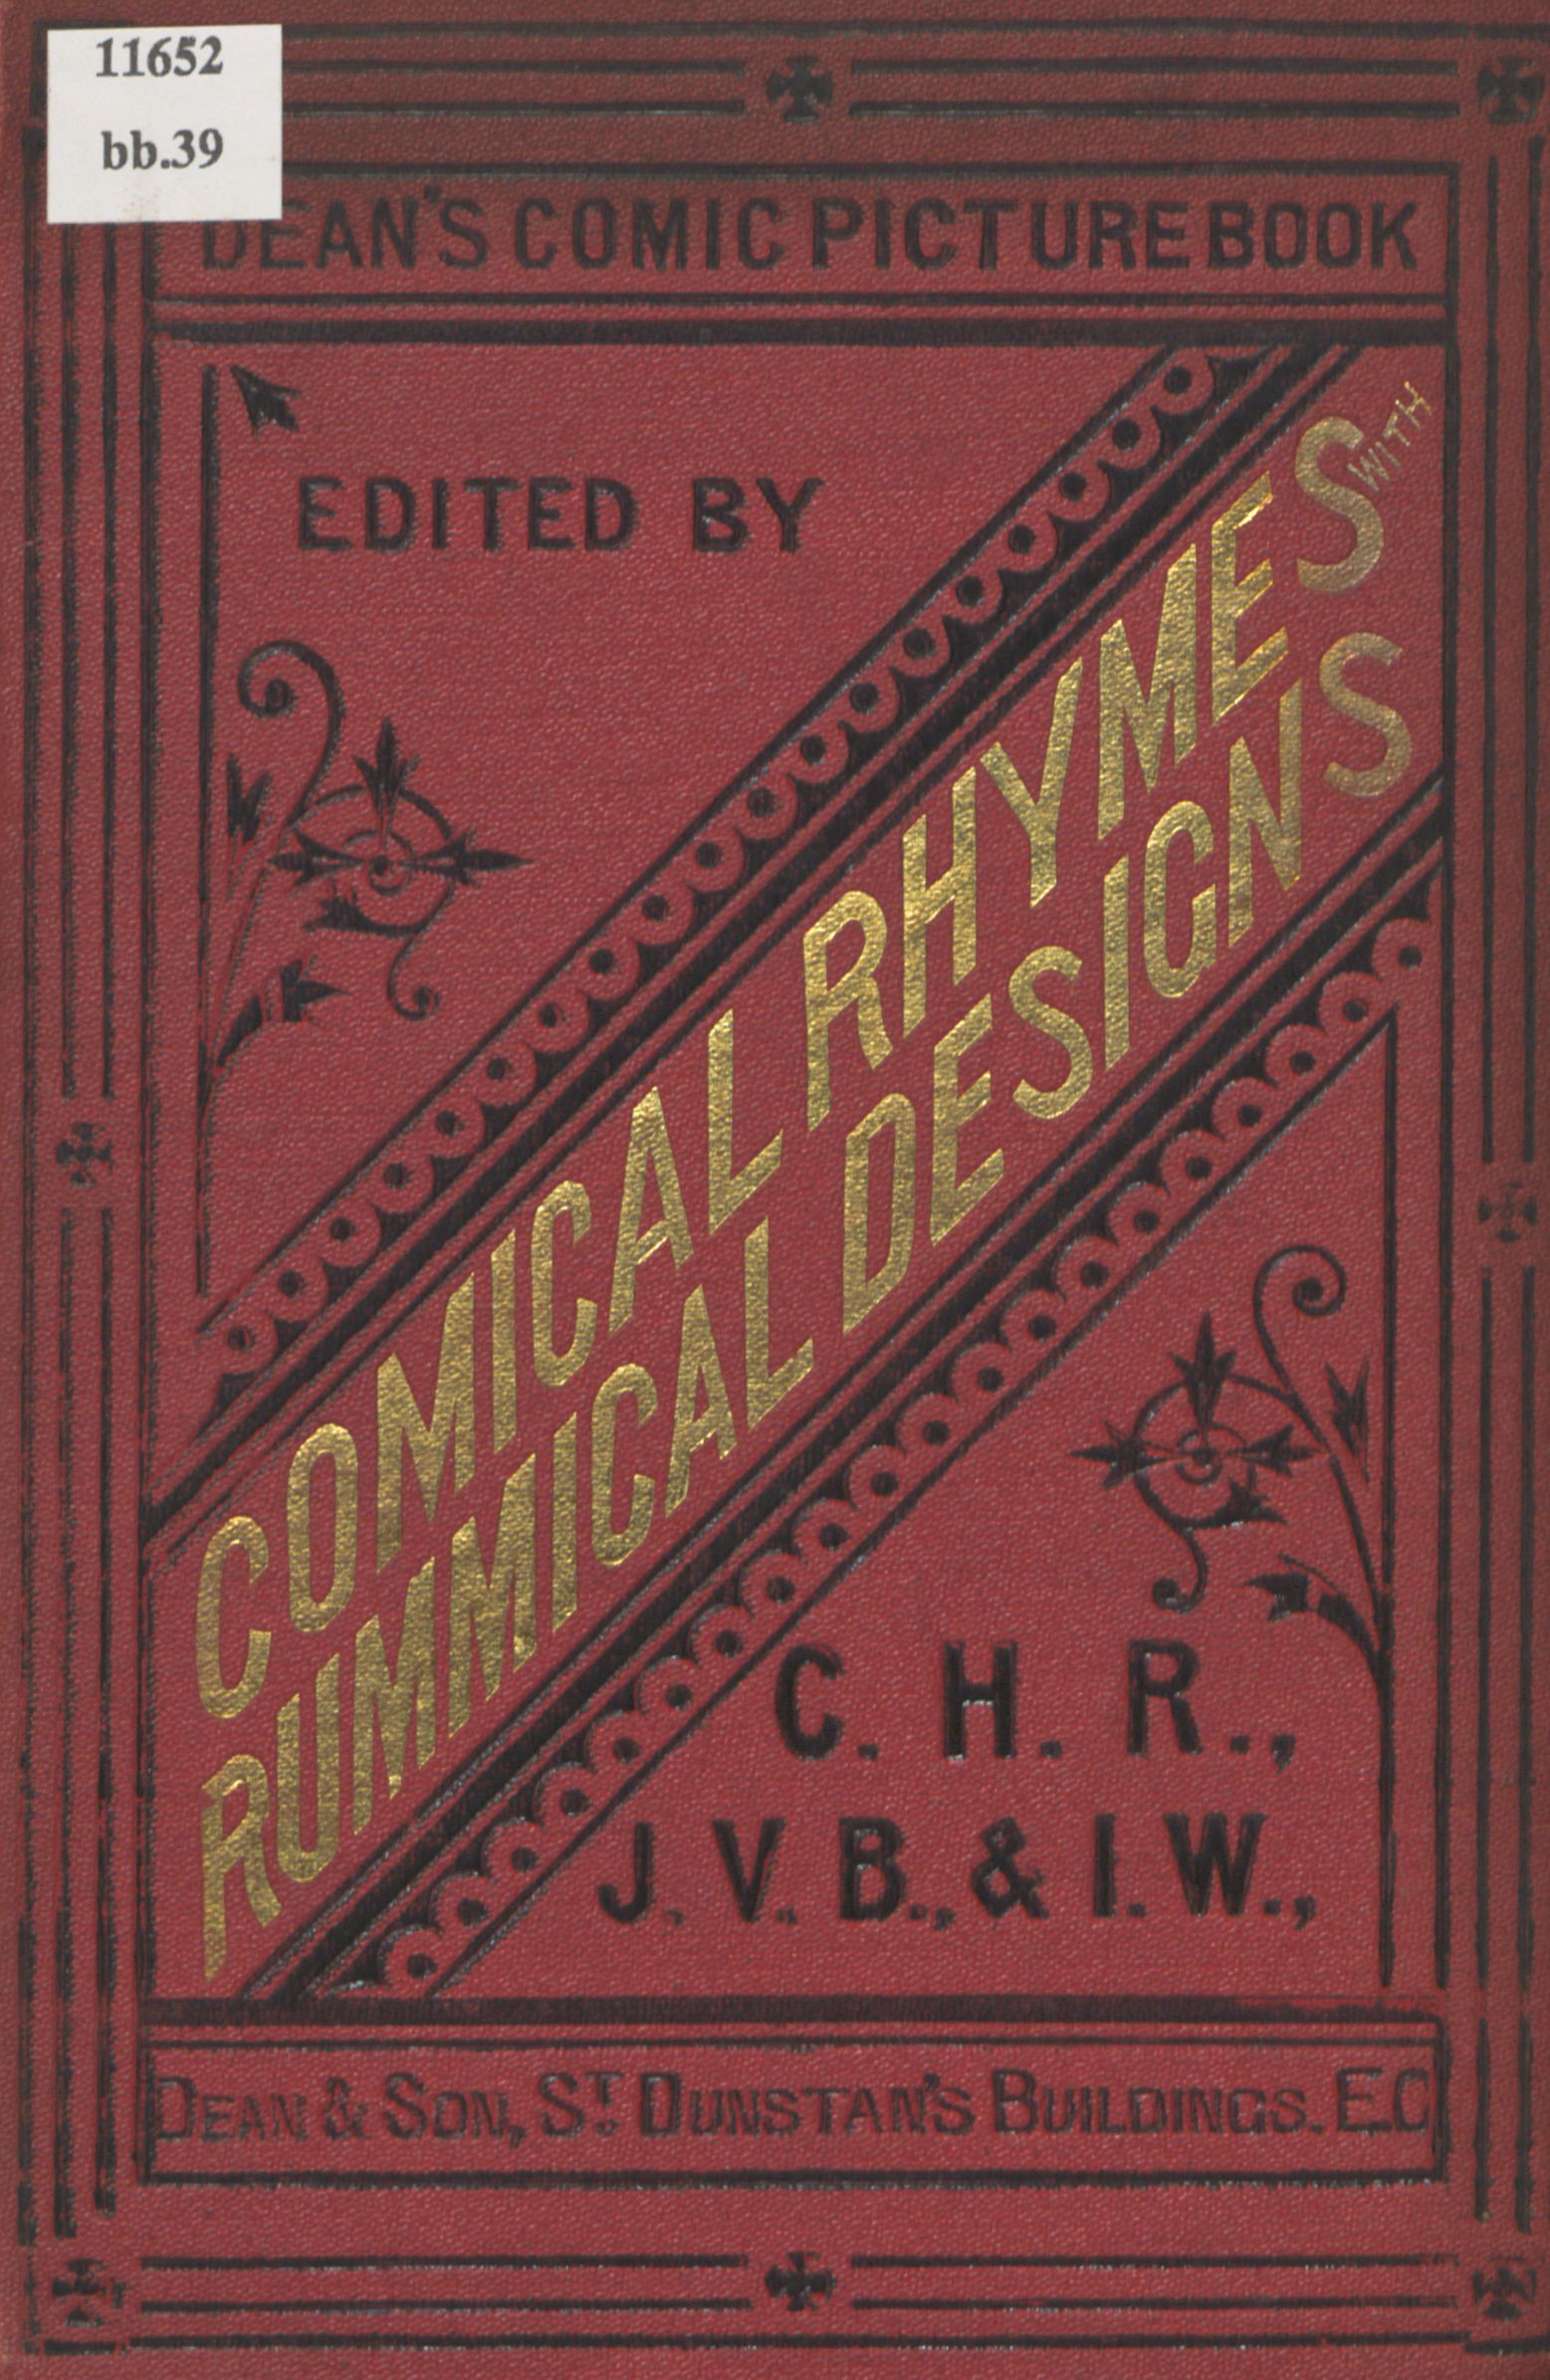 11652
bb.39
DEAN'S COMIC PICTURE BOOK
EDITED BY
COMICAL RHYMES WITH
RUMMICAL DESIGNS
C. H. R.,
J. V. B., & I. W.,
DEAN & SON, ST. DUNSTAN'S BUILDINGS. E.C